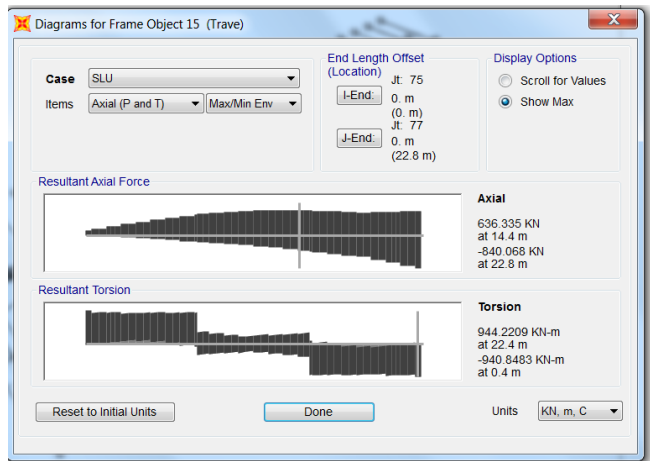 Diagrams for Frame Object 15 (Trave)
Case SLU
Items Axial (P and T) Max/Min Env
End Length Offset
(Location)
Jt: 75
I-End: 0. m
(0. m)
Jt: 77
J-End: 0. m
(22.8 m)
Display Options
Scroll for Values
Show Max
Resultant Axial Force
Axial
636.335 KN
at 14.4 m
-840.068 KN
at 22.8 m
Resultant Torsion
Torsion
944.2209 KN-m
at 22.4 m
-940.8483 KN-m
at 0.4 m
Reset to Initial Units
Done
Units KN, m, C